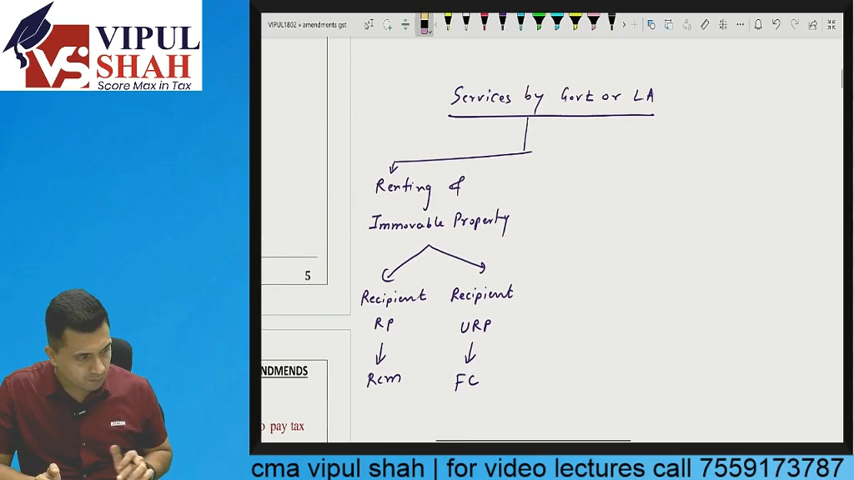 VIPUL
SHAH
Score Max in Tax
VS
VIPUL1802 + amendments gst
Services by Govt or LA
Renting of
Immovable Property
Recipient Recipient
RP URP
RCM FC
5
NDMENDS
o pay tax
cma vipul shah | for video lectures call 7559173787